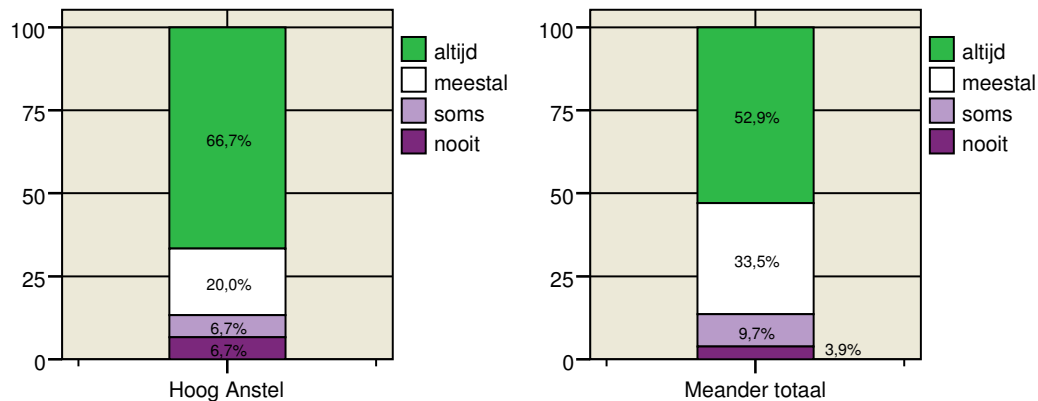 100
75
50
25
0
66,7%
20,0%
6,7%
6,7%
Hoog Anstel
altijd
meestal
soms
nooit
100
75
50
25
0
52,9%
33,5%
9,7%
3,9%
Meander totaal
altijd
meestal
soms
nooit